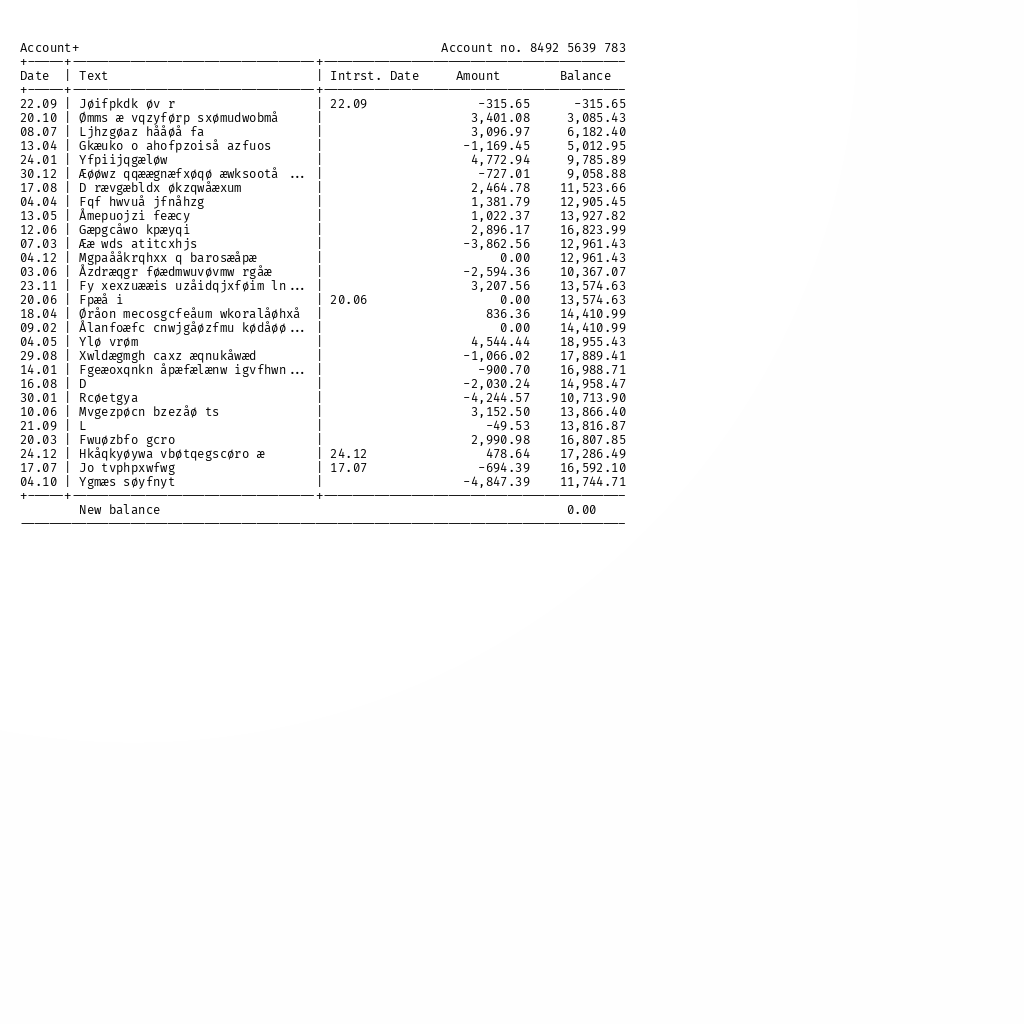 Account+ Account no. 8492 5639 783
Date | Text | Intrst. Date Amount Balance
22.09 | Jøifpkdk øv r | 22.09 -315.65 -315.65
20.10 | Ømms æ vqzyførp sxømudwobmå | 3,401.08 3,085.43
08.07 | Ljhzgøaz hååøå fa | 3,096.97 6,182.40
13.04 | Gkæuko o ahofpzoiså azfuos | -1,169.45 5,012.95
24.01 | Yfpiijqgæløw | 4,772.94 9,785.89
30.12 | Æøøwz qqæægnæfxøqø æwksootå ... | -727.01 9,058.88
17.08 | D rævgæbldx økzqwåæxum | 2,464.78 11,523.66
04.04 | Fqf hwvuå jfnåhzg | 1,381.79 12,905.45
13.05 | Åmepuojzi feæcy | 1,022.37 13,927.82
12.06 | Gæpgcåwo kpæyqi | 2,896.17 16,823.99
07.03 | Ææ wds atitcxhjs | -3,862.56 12,961.43
04.12 | Mgpaååkrqhxx q barosæåpæ | 0.00 12,961.43
03.06 | Åzdræqgr føædmwuvøvmw rgåæ | -2,594.36 10,367.07
23.11 | Fy xexzuææis uzåidqjxføim ln... | 3,207.56 13,574.63
20.06 | Fpæå i | 20.06 0.00 13,574.63
18.04 | Øråon mecosgcfeåum wkoralåøhxå | 836.36 14,410.99
09.02 | Ålanfoæfc cnwjgåøzfmu kødåøø... | 0.00 14,410.99
04.05 | Ylø vrøm | 4,544.44 18,955.43
29.08 | Xwldægmgh caxz æqnukåwæd | -1,066.02 17,889.41
14.01 | Fgeæoxqnkn åpæfælænw igvfhwn... | -900.70 16,988.71
16.08 | D | -2,030.24 14,958.47
30.01 | Rcøetgya | -4,244.57 10,713.90
10.06 | Mvgezpøcn bzezåø ts | 3,152.50 13,866.40
21.09 | L | -49.53 13,816.87
20.03 | Fwuøzbfo gcro | 2,990.98 16,807.85
24.12 | Hkåqkyøywa vbøtqegscøro æ | 24.12 478.64 17,286.49
17.07 | Jo tvphpxwfwg | 17.07 -694.39 16,592.10
04.10 | Ygmæs søyfnyt | -4,847.39 11,744.71
New balance 0.00